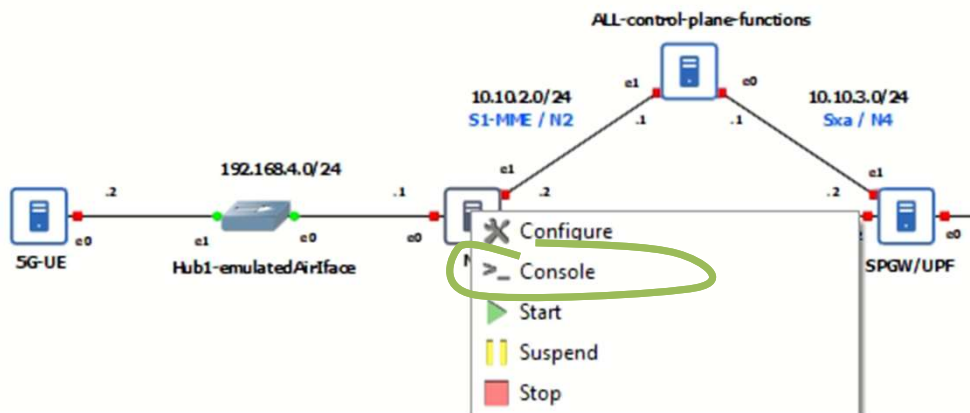 ALL-control-plane-functions
e1
e0
10.10.2.0/24
10.10.3.0/24
S1-MME / N2
Sxa / N4
.1
.1
192.168.4.0/24
e1
e1
.2
.1
.2
.2
e0
e1
e0
e0
e0
5G-UE
Hub1-emulatedAirIface
SPGW/UPF
Configure
>_ Console
Start
Suspend
Stop